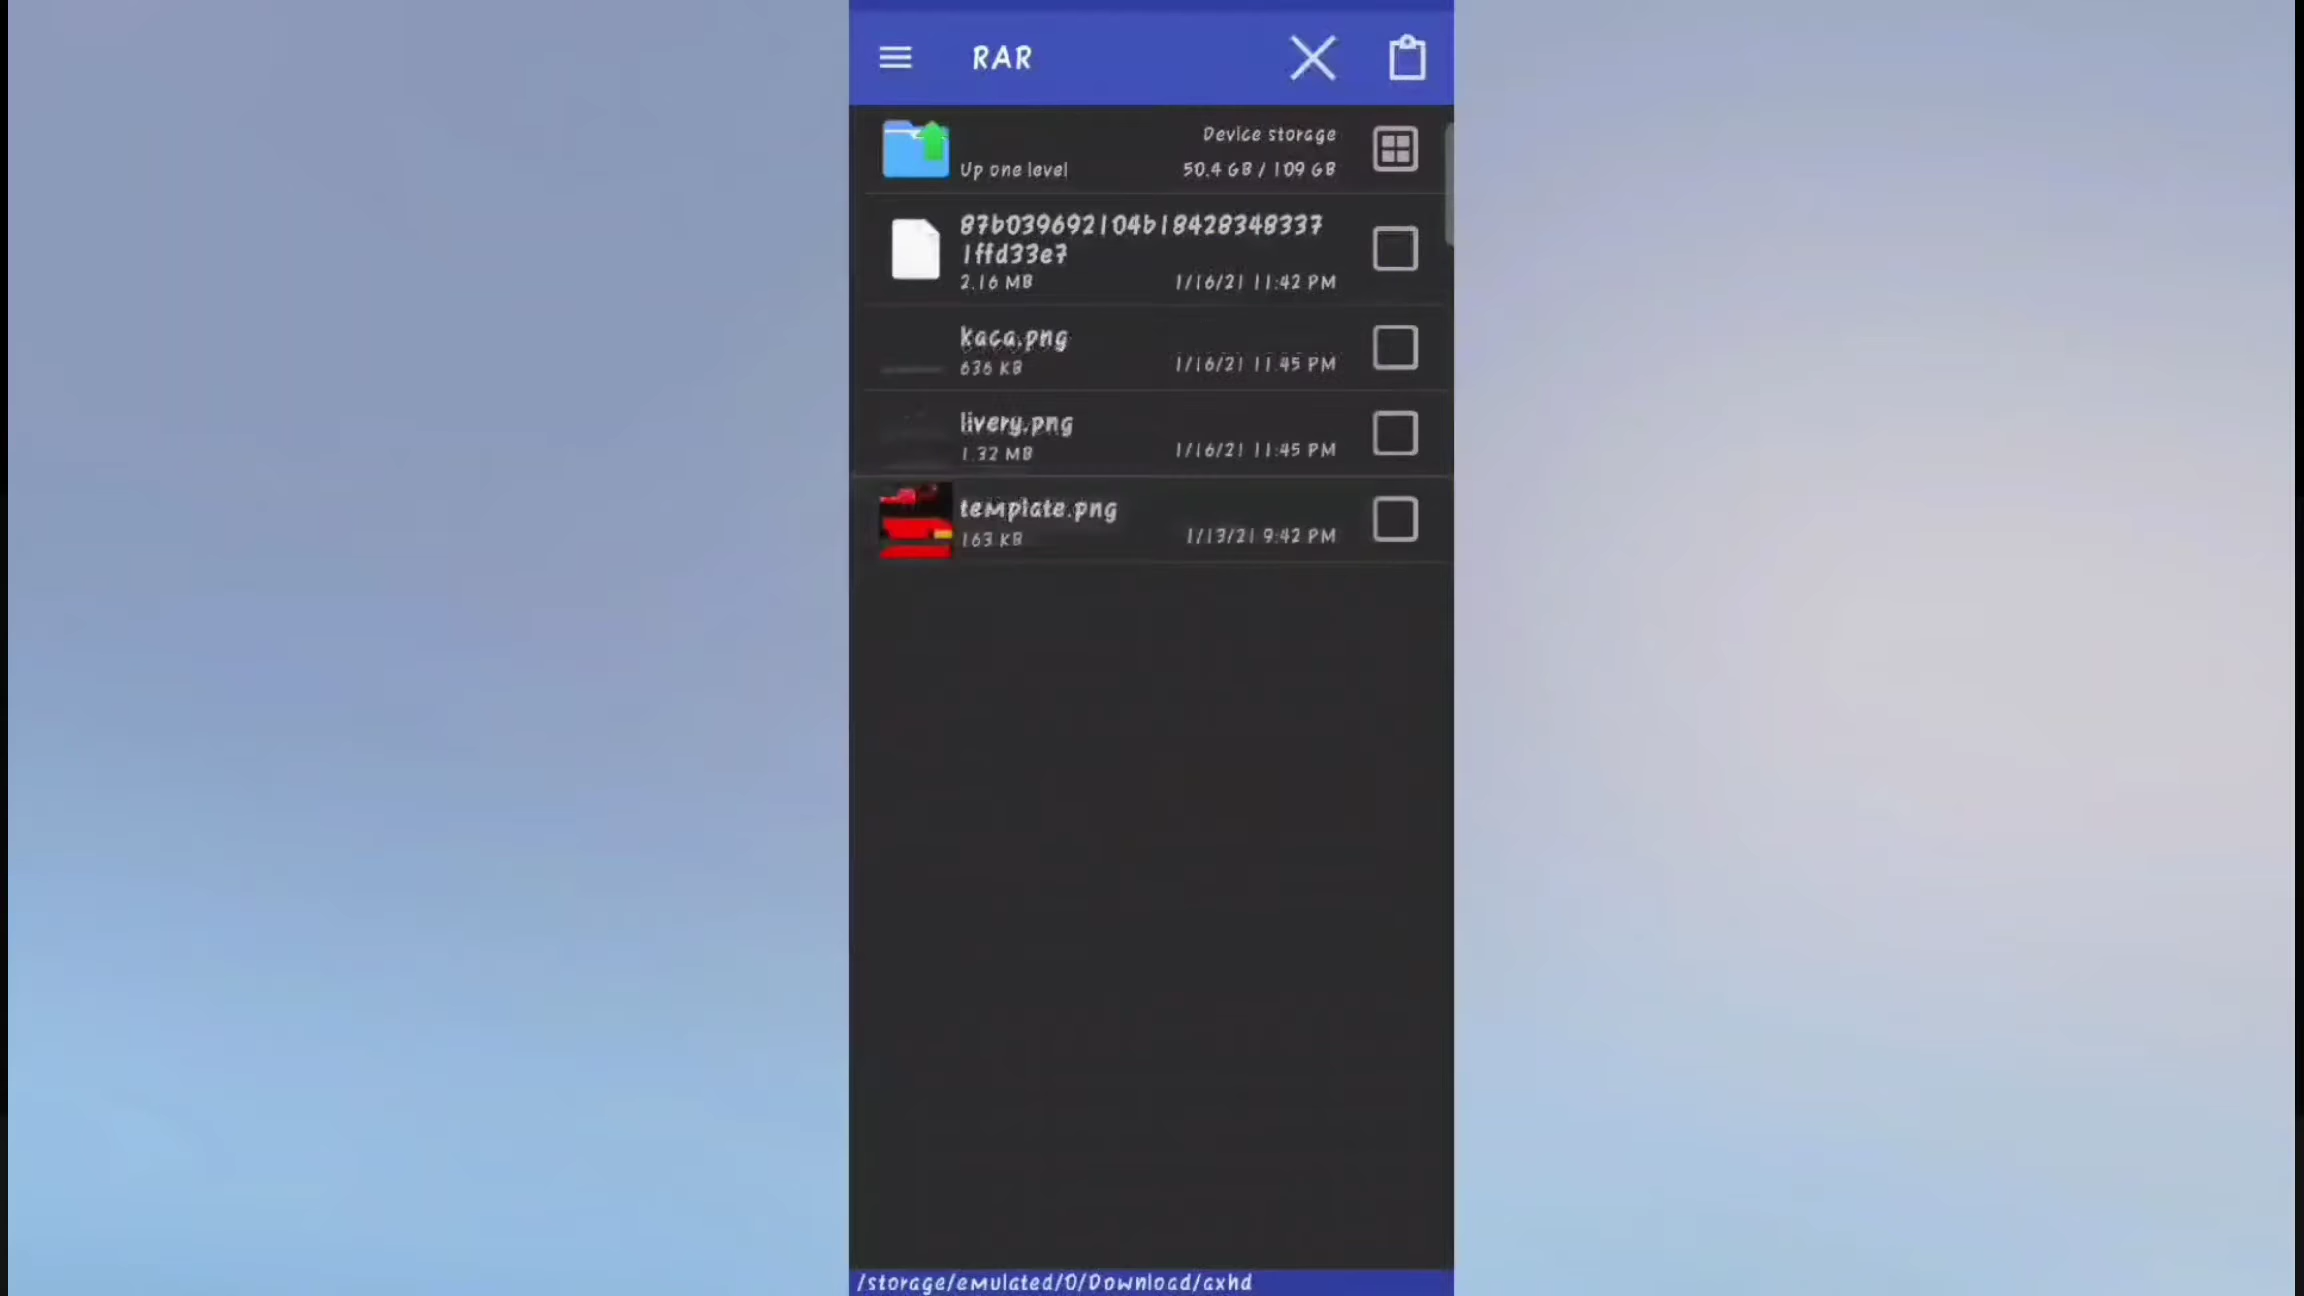 RAR
Device storage
Up one level
50.4 GB / 109 GB
87b039692104b18428348337
1ffd33e7
2.16 MB
1/16/21 11:42 PM
kaca.png
636 KB
1/16/21 11:45 PM
livery.png
1.32 MB
1/16/21 11:45 PM
template.png
163 KB
1/13/21 9:42 PM
/storage/emulated/0/Download/axhd